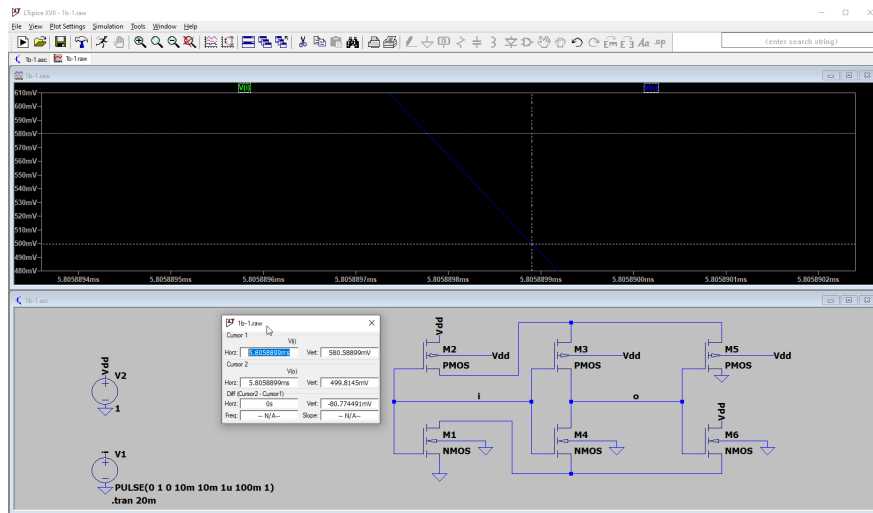 LTspice XVII - 1b-1.raw
File View Plot Settings Simulation Tools Window Help
<enter search string>
1b-1.asc 1b-1.raw
1b-1.raw
V(i)
610mV
600mV
590mV
580mV
570mV
560mV
550mV
540mV
530mV
520mV
510mV
500mV
490mV
480mV
5.8058894ms 5.8058895ms 5.8058896ms 5.8058897ms 5.8058898ms 5.8058899ms 5.8058900ms 5.8058901ms 5.8058902ms
1b-1.asc
1b-1.raw
Cursor 1
V(i)
Horz: 5.8058899ms Vert: 580.58899mV
Cursor 2
V(o)
Horz: 5.8058899ms Vert: 499.8145mV
Diff (Cursor2 - Cursor1)
Horz: 0s Vert: -80.774491mV
Freq: -- N/A-- Slope: -- N/A--
Vdd
V2
1
i
V1
PULSE(0 1 0 10m 10m 1u 100m 1)
.tran 20m
Vdd
M2 Vdd
PMOS
M3 Vdd
PMOS
M5 Vdd
PMOS
i
o
Vdd
M1
NMOS
M4
NMOS
M6
NMOS